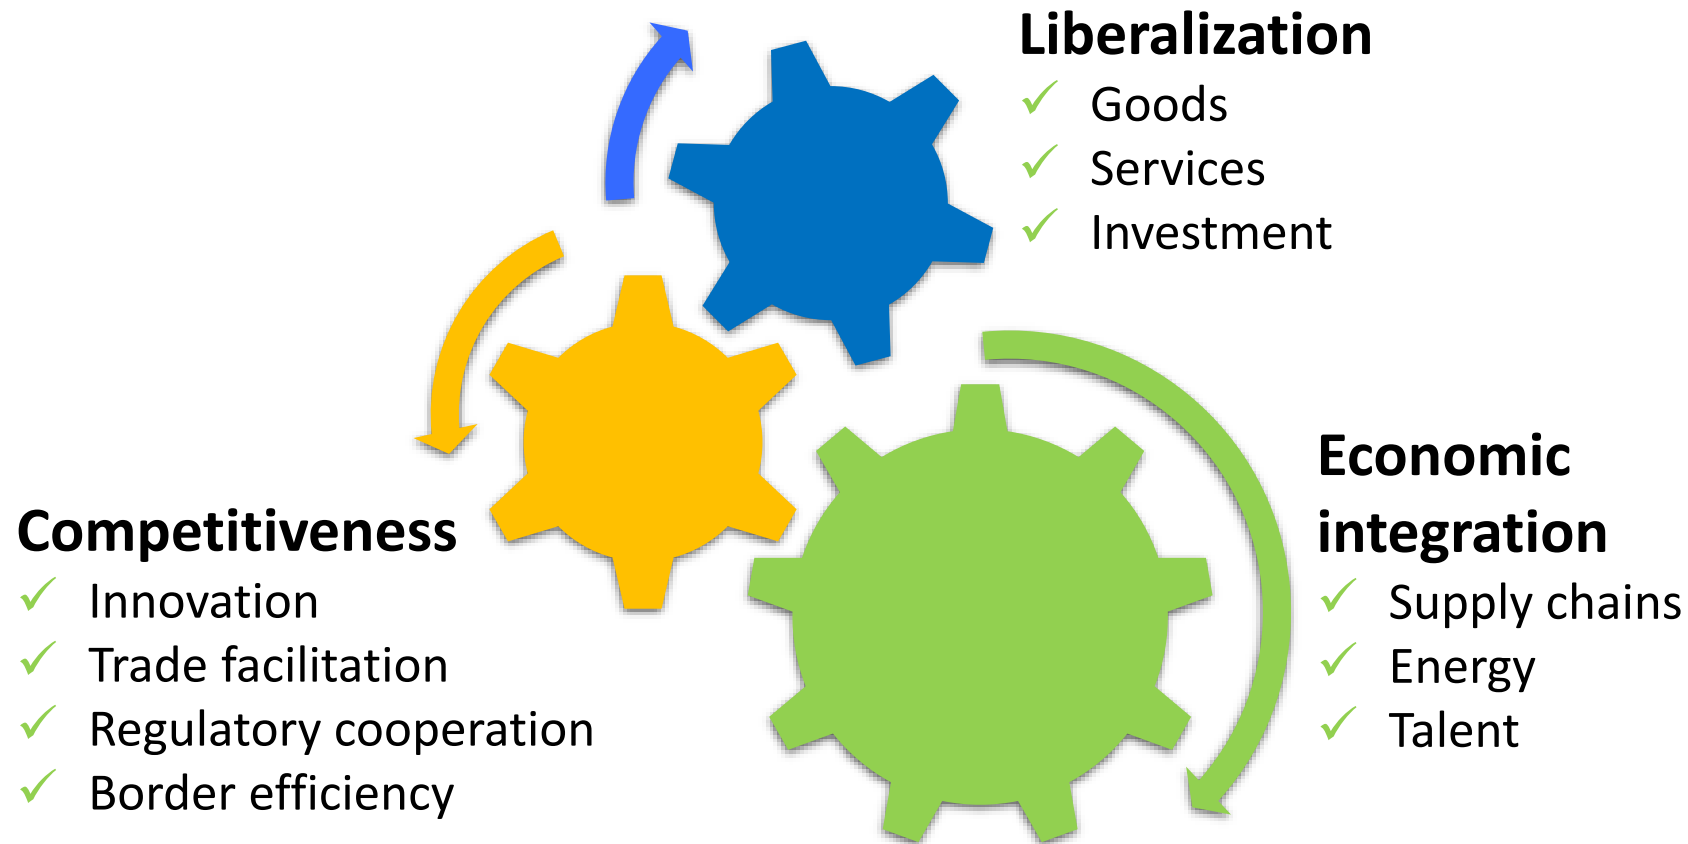 Liberalization
✓ Goods
✓ Services
✓ Investment
Competitiveness
✓ Innovation
✓ Trade facilitation
✓ Regulatory cooperation
✓ Border efficiency
Economic
integration
✓ Supply chains
✓ Energy
✓ Talent